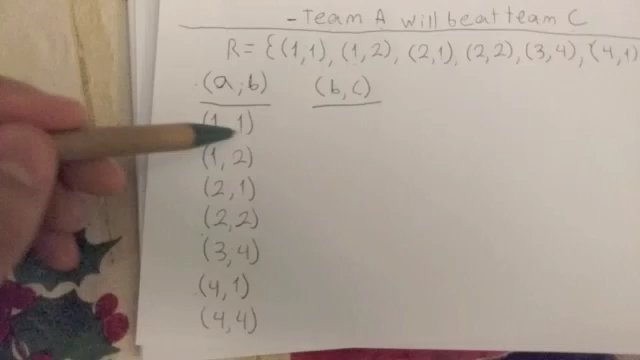 - Team A will beat team C
R = {(1,1), (1,2), (2,1), (2,2), (3,4), (4,1)
(a,b) (b,c)
(1,1)
(1,2)
(2,1)
(2,2)
(3,4)
(4,1)
(4,4)